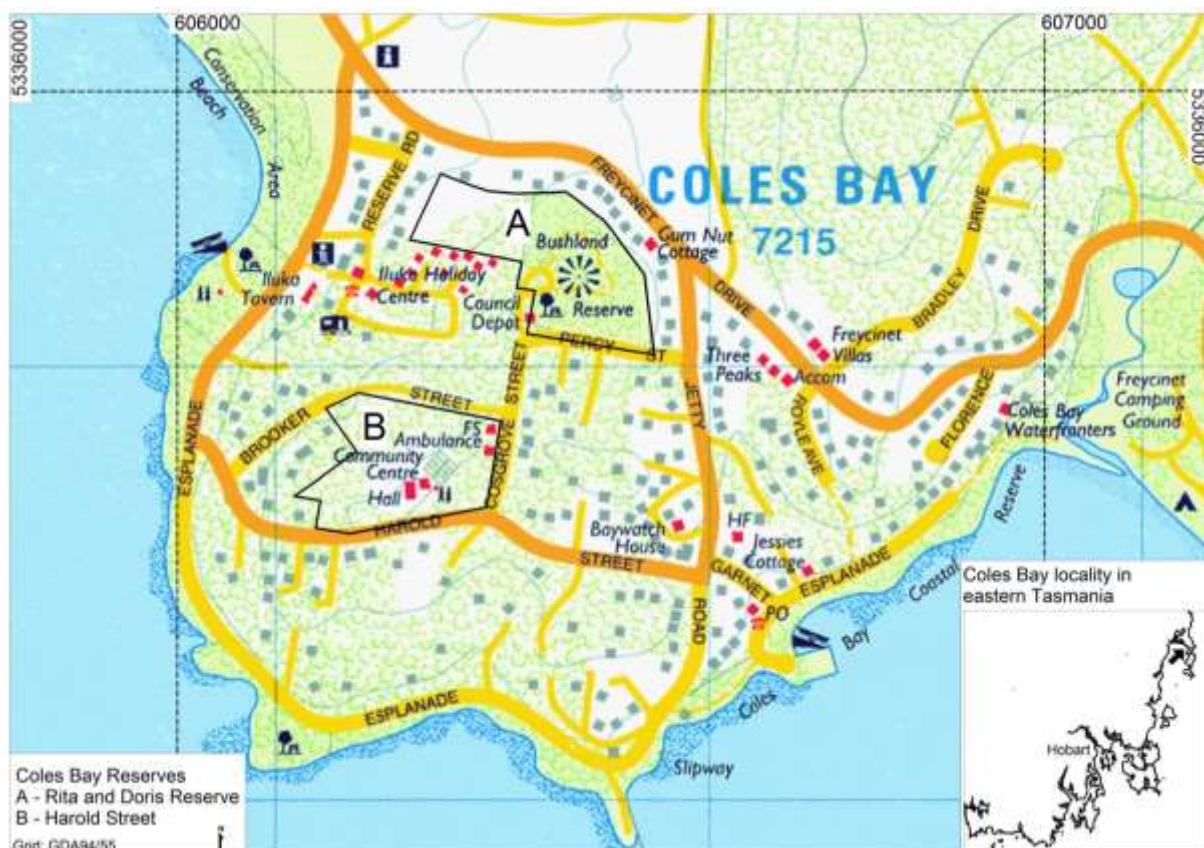 606000
607000
5336000
5336000
Conservation
Beach
Area
RESERVE RD
FREYCINET
COLES BAY
7215
A
Bushland
Reserve
Gum Nut
Cottage
Iluka
Tavern
Iluka Holiday
Centre
Council
Depot
DRIVE
BRADLEY
DRIVE
Freycinet
Villas
Three
Peaks
Accom
PERCY
ST
STREET
COSGROVE
JETTY
ROAD
ROYLE AVE
FLORENCE
Coles Bay
Waterfronters
Freycinet
Camping
Ground
ESPLANADE
BROOKER
STREET
B
FS
Ambulance
Community
Centre
Hall
HAROLD
STREET
Baywatch
House
HF
Jessies
Cottage
GARNET
ESPLANADE
PO
Coles
Bay
Coastal
Reserve
ESPLANADE
Slipway
Coles Bay Reserves
A - Rita and Doris Reserve
B - Harold Street
Grid: GDA94/55
Coles Bay locality in
eastern Tasmania
Hobart